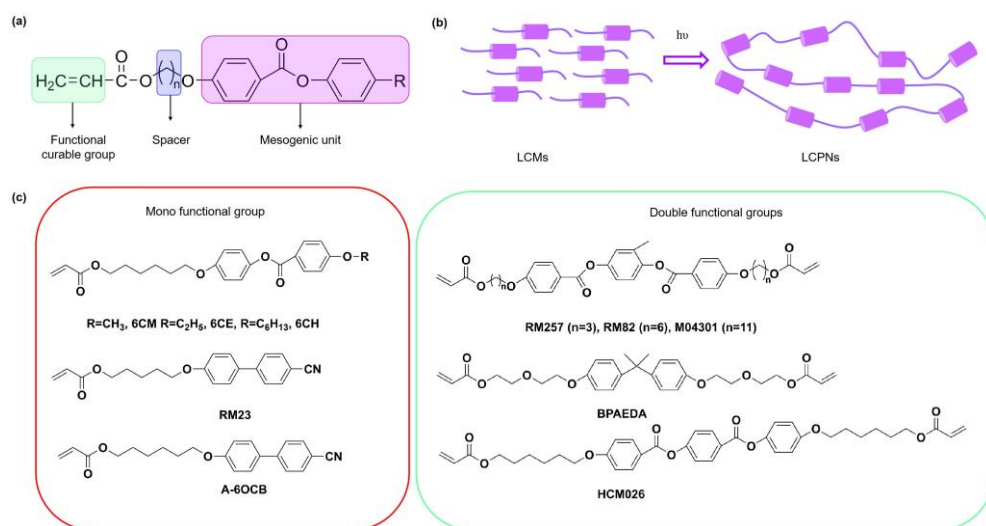 (a)
H₂C=CH
C
O
O
n
O
O
O
R
Functional
curable group
Spacer
Mesogenic unit
(b)
hυ
LCMs
LCPNs
(c)
Mono functional group
O
O
O
O
O
O-R
R=CH₃, 6CM R=C₂H₅, 6CE, R=C₆H₁₃, 6CH
O
O
O
CN
RM23
O
O
O
CN
A-6OCB
Double functional groups
O
O
n
O
O
O
O
O
O
n
O
O
RM257 (n=3), RM82 (n=6), M04301 (n=11)
O
O
O
O
O
O
O
O
BPAEDA
O
O
O
O
O
O
O
O
O
O
HCM026